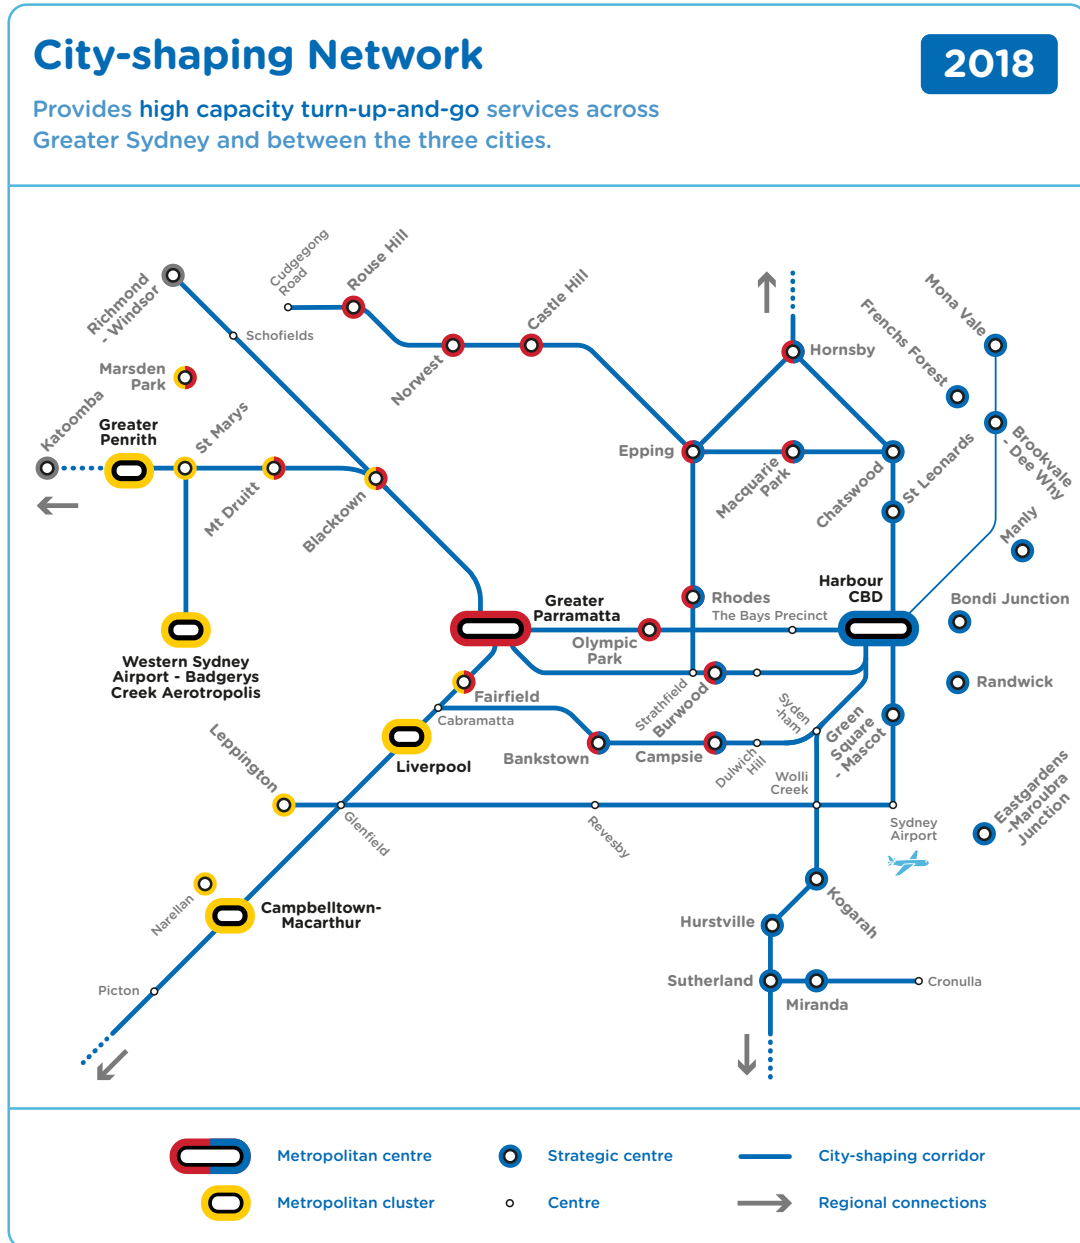 City-shaping Network
2018
Provides high capacity turn-up-and-go services across
Greater Sydney and between the three cities.
Cudgegong
Road
Rouse Hill
Richmond
- Windsor
Schofields
Castle Hill
Norwest
Hornsby
Mona Vale
Frenchs Forest
Marsden
Park
Katoomba
Greater
Penrith
St Marys
Mt Druitt
Blacktown
Epping
Macquarie
Park
Chatswood
St Leonards
Brookvale
- Dee Why
Manly
Harbour
CBD
Bondi Junction
Greater
Parramatta
Rhodes
The Bays Precinct
Olympic
Park
Western Sydney
Airport - Badgerys
Creek Aerotropolis
Fairfield
Cabramatta
Strathfield
Burwood
Syden
-ham
Green
Square
- Mascot
Randwick
Leppington
Liverpool
Bankstown
Campsie
Dulwich
Hill
Wolli
Creek
Glenfield
Revesby
Sydney
Airport
Eastgardens
-Maroubra
Junction
Narellan
Campbelltown-
Macarthur
Kogarah
Hurstville
Picton
Sutherland
Miranda
Cronulla
Metropolitan centre
Strategic centre
City-shaping corridor
Metropolitan cluster
Centre
Regional connections